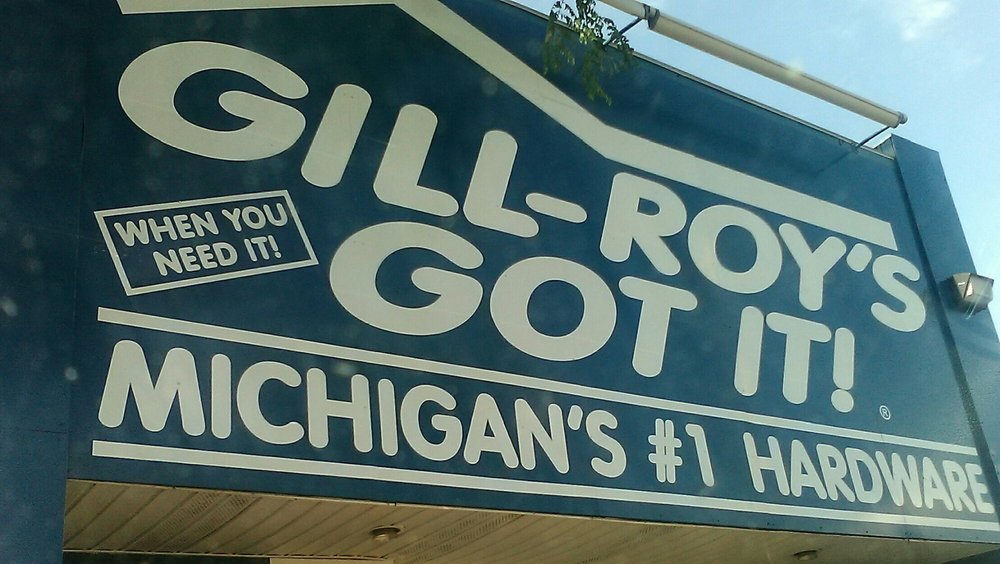 GILL-ROY'S
WHEN YOU
NEED IT!
GOT IT!
®
MICHIGAN'S #1 HARDWARE